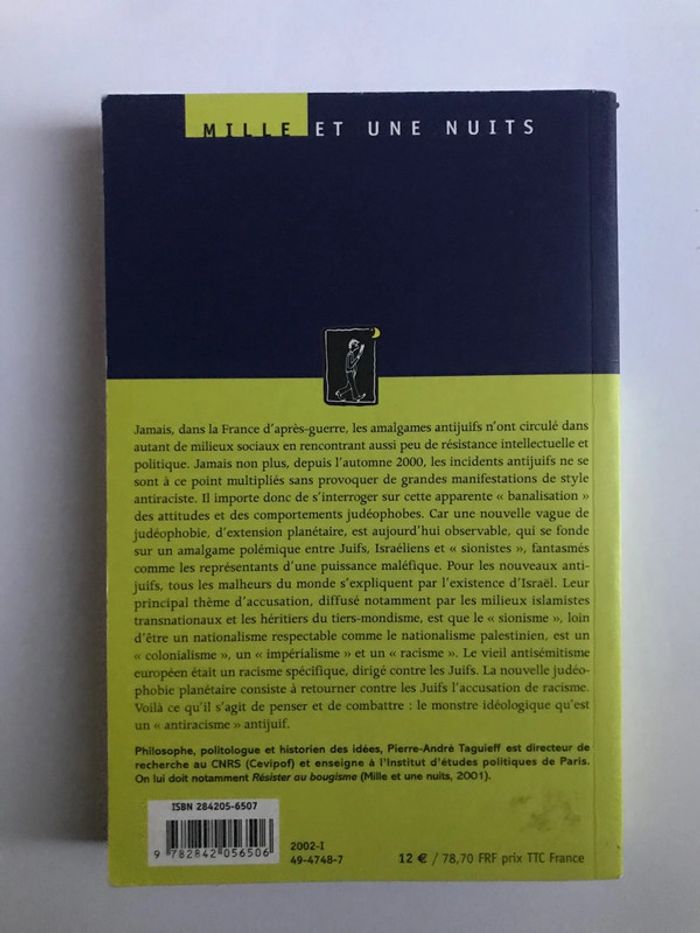 MILLE ET UNE NUITS
Jamais, dans la France d'après-guerre, les amalgames antijuifs n'ont circulé dans
autant de milieux sociaux en rencontrant aussi peu de résistance intellectuelle et
politique. Jamais non plus, depuis l'automne 2000, les incidents antijuifs ne se
sont à ce point multipliés sans provoquer de grandes manifestations de style
antiraciste. Il importe donc de s'interroger sur cette apparente « banalisation »
des attitudes et des comportements judéophobes. Car une nouvelle vague de
judéophobie, d'extension planétaire, est aujourd'hui observable, qui se fonde
sur un amalgame polémique entre Juifs, Israéliens et « sionistes », fantasmés
comme les représentants d'une puissance maléfique. Pour les nouveaux anti-
juifs, tous les malheurs du monde s'expliquent par l'existence d'Israël. Leur
principal thème d'accusation, diffusé notamment par les milieux islamistes
transnationaux et les héritiers du tiers-mondisme, est que le « sionisme », loin
d'être un nationalisme respectable comme le nationalisme palestinien, est un
« colonialisme », un « impérialisme » et un « racisme ». Le vieil antisémitisme
européen était un racisme spécifique, dirigé contre les Juifs. La nouvelle judéo-
phobie planétaire consiste à retourner contre les Juifs l'accusation de racisme.
Voilà ce qu'il s'agit de penser et de combattre : le monstre idéologique qu'est
un « antiracisme » antijuif.
Philosophe, politologue et historien des idées, Pierre-André Taguieff est directeur de
recherche au CNRS (Cevipof) et enseigne à l'Institut d'études politiques de Paris.
On lui doit notamment Résister au bougisme (Mille et une nuits, 2001).
ISBN 284205-6507
9 782842 056506
2002-I
49-4748-7
12 € / 78,70 FRF prix TTC France